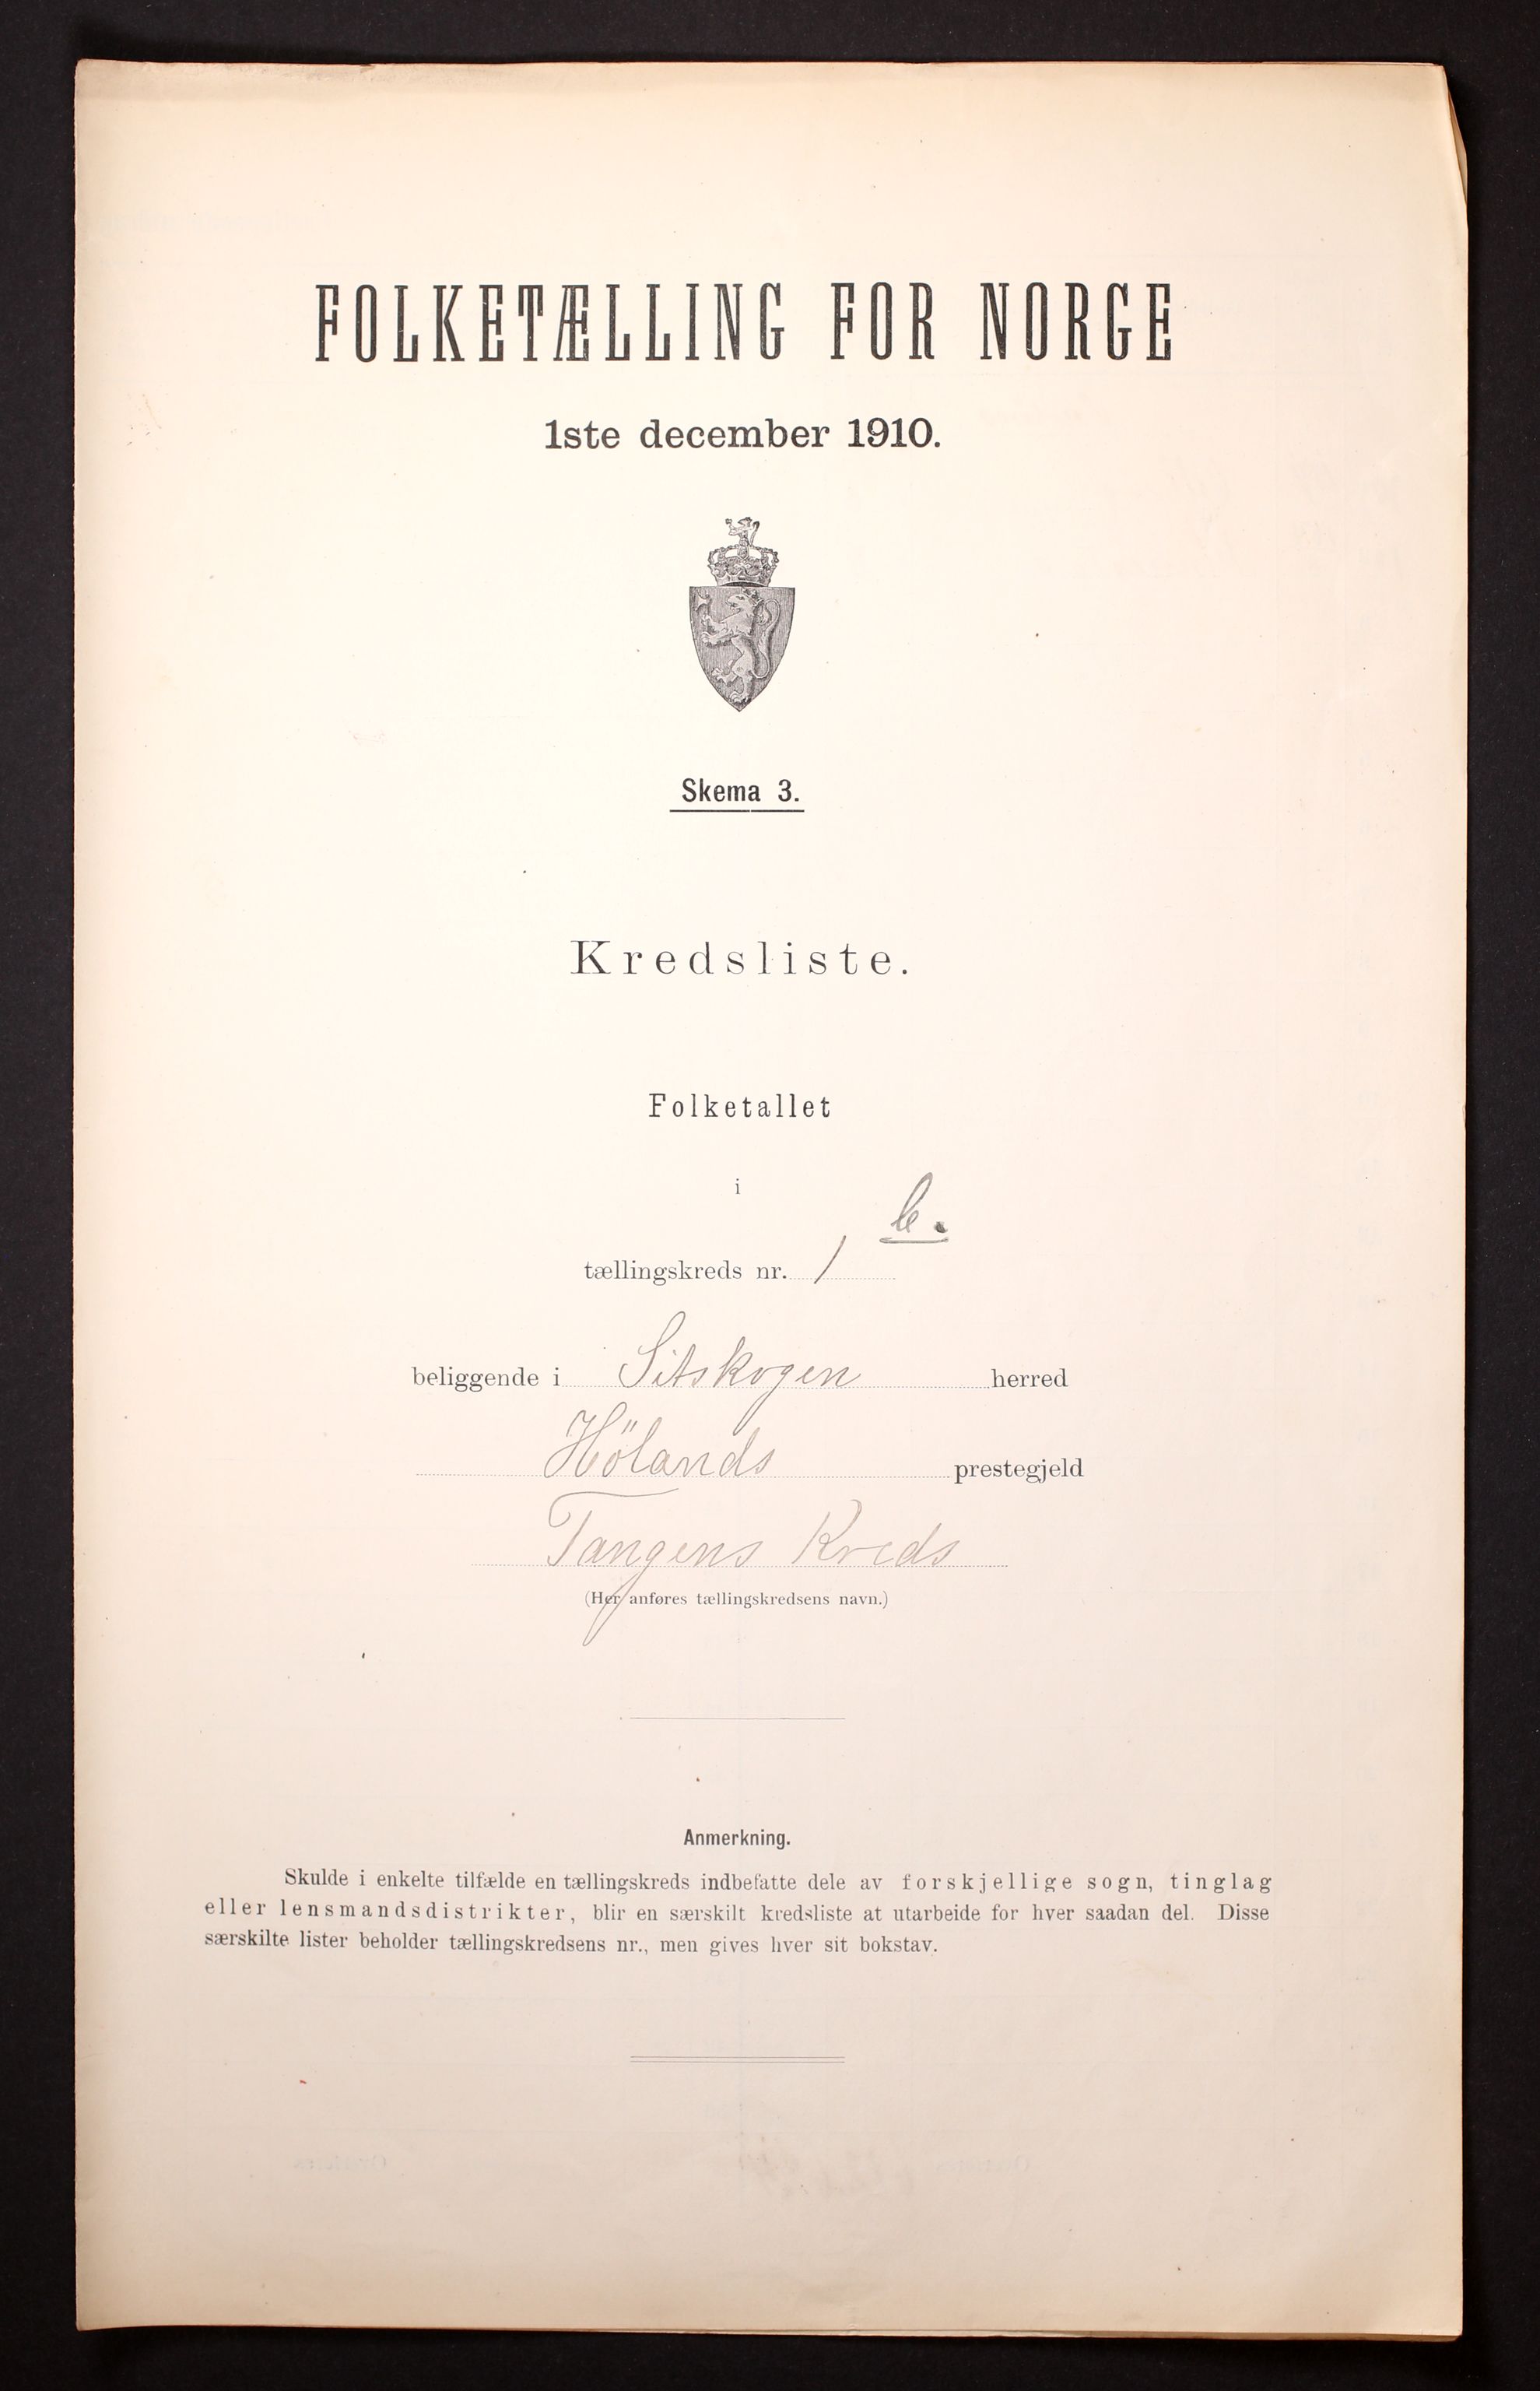 FOLKETÆLLING FOR NORGE
1ste december 1910.
Skema 3.
Kredsliste.
Folketallet
i
b.
tællingskreds nr. 1
beliggende i Sitskogen herred
Hölands prestegjeld
Tangens Kreds
(Her anføres tællingskredsens navn.)
Anmerkning.
Skulde i enkelte tilfælde en tællingskreds indbefatte dele av forskjellige sogn, tinglag
eller lensmandsdistrikter, blir en særskilt kredsliste at utarbeide for hver saadan del. Disse
særskilte lister beholder tællingskredsens nr., men gives hver sit bokstav.